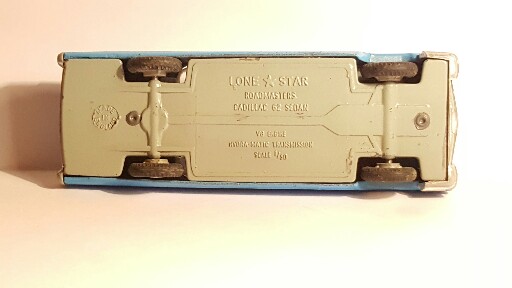 LONE ★ STAR
ROADMASTERS
CADILLAC 62 SEDAN
V8 ENGINE
HYDRA-MATIC TRANSMISSION
SCALE 1/50